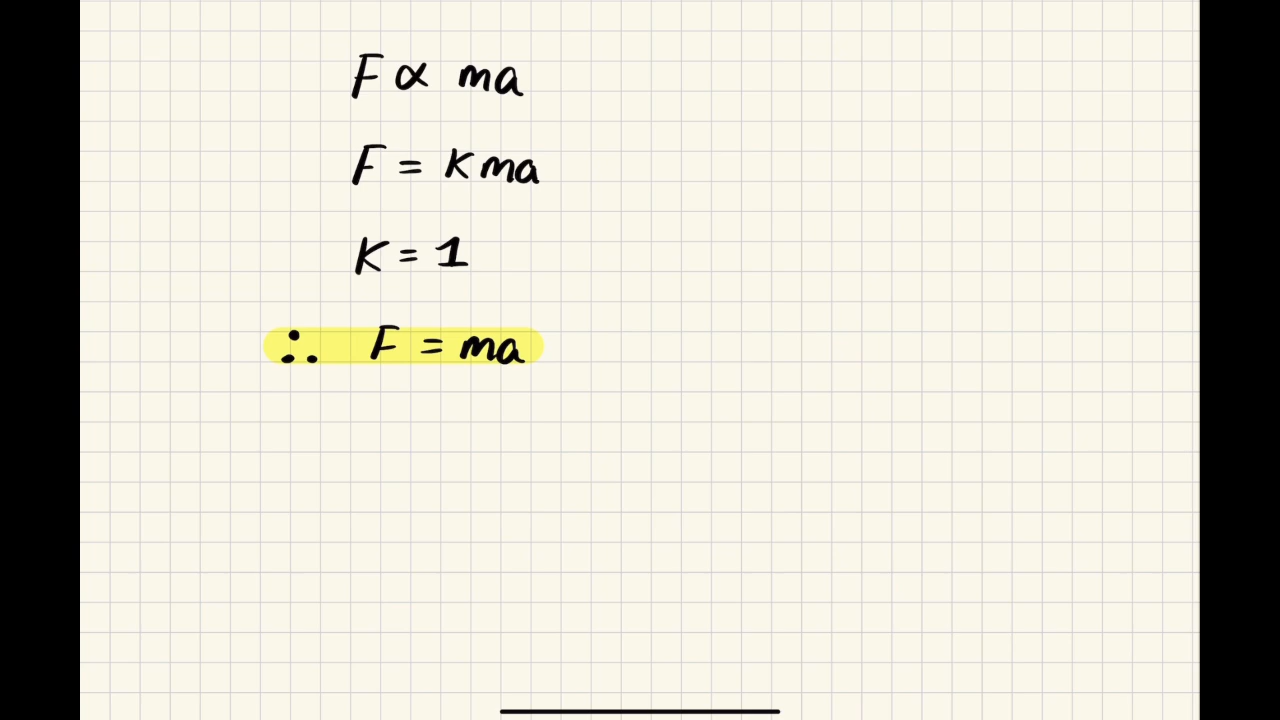 F ∝ ma
F = Kma
K = 1
∴ F = ma